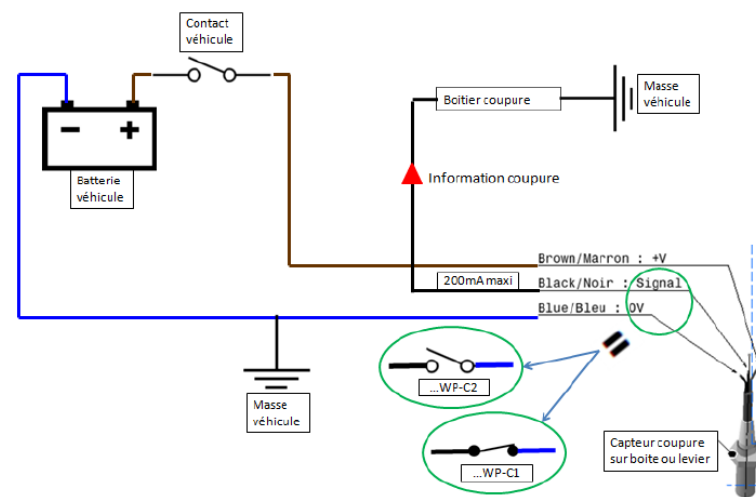 Contact
véhicule
Batterie
véhicule
Boitier coupure
Masse
véhicule
Information coupure
Brown/Marron : +V
200mA maxi
Black/Noir : Signal
Blue/Bleu : 0V
...WP-C2
Masse
véhicule
...WP-C1
Capteur coupure
sur boite ou levier